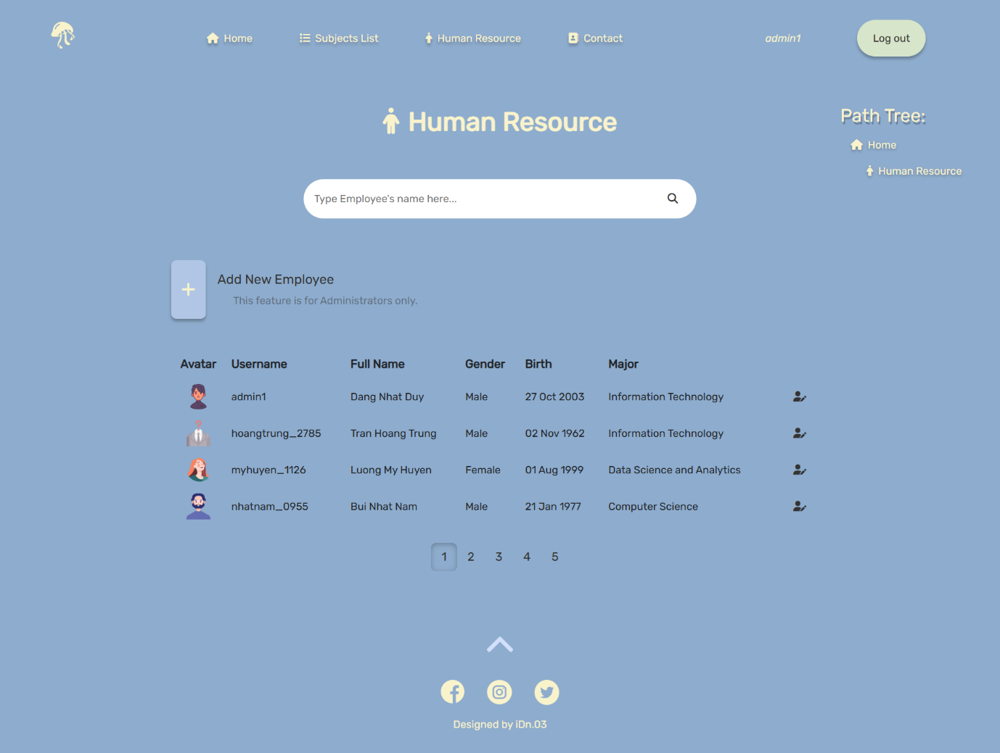 Home Subjects List Human Resource Contact admin1 Log out
Human Resource
Path Tree:
Home
Human Resource
Type Employee's name here...
Add New Employee
This feature is for Administrators only.
Avatar Username Full Name Gender Birth Major
admin1 Dang Nhat Duy Male 27 Oct 2003 Information Technology
hoangtrung_2785 Tran Hoang Trung Male 02 Nov 1962 Information Technology
myhuyen_1126 Luong My Huyen Female 01 Aug 1999 Data Science and Analytics
nhatnam_0955 Bui Nhat Nam Male 21 Jan 1977 Computer Science
1 2 3 4 5
Designed by iDn.03